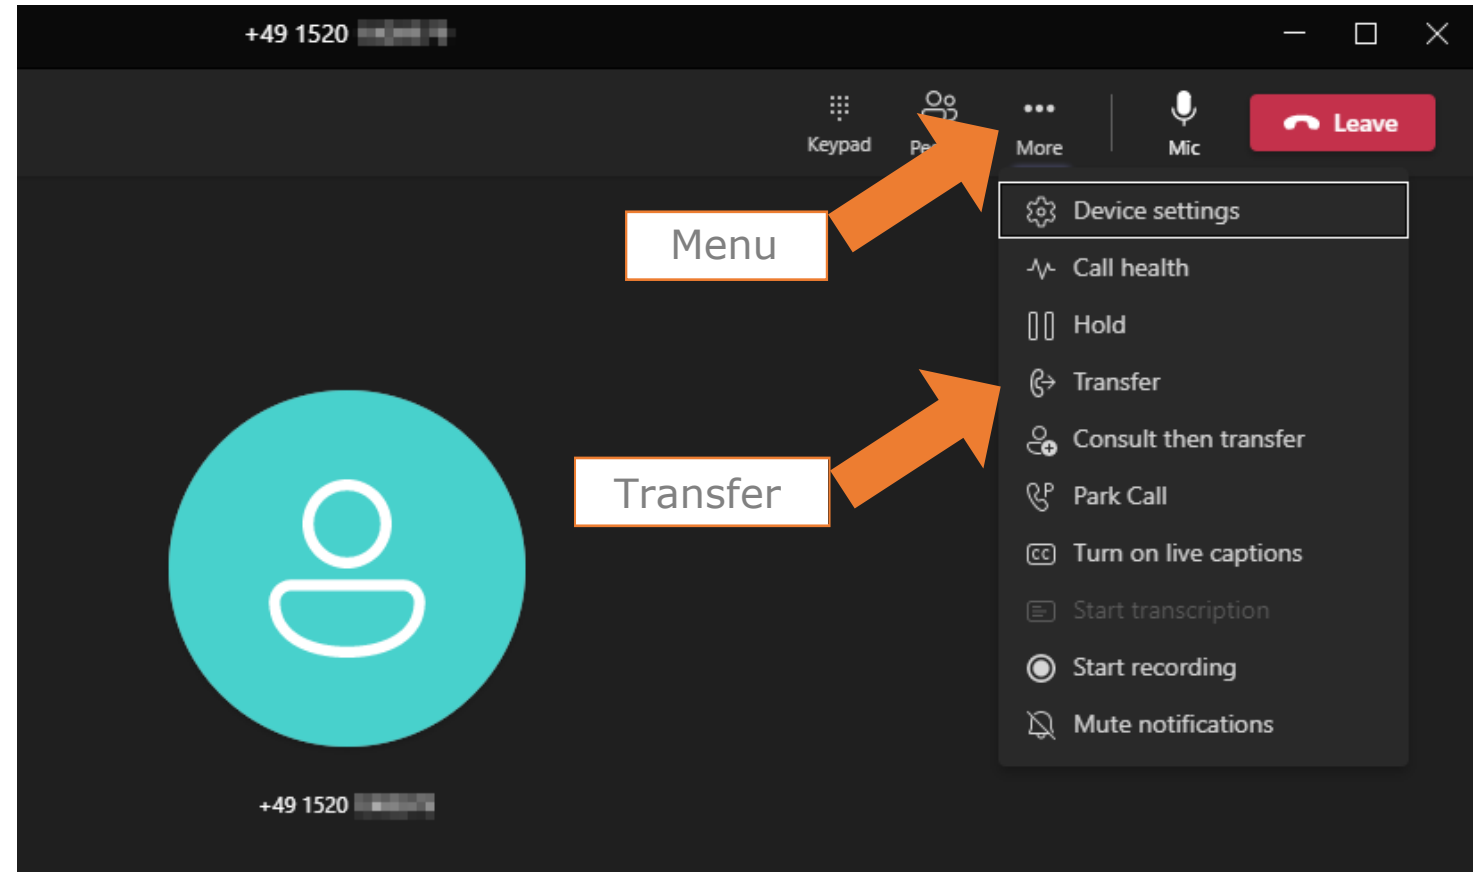 +49 1520
Keypad
More
Mic
Leave
Menu
Device settings
Call health
Hold
Transfer
Transfer
Consult then transfer
Park Call
CC Turn on live captions
Start transcription
Start recording
Mute notifications
+49 1520